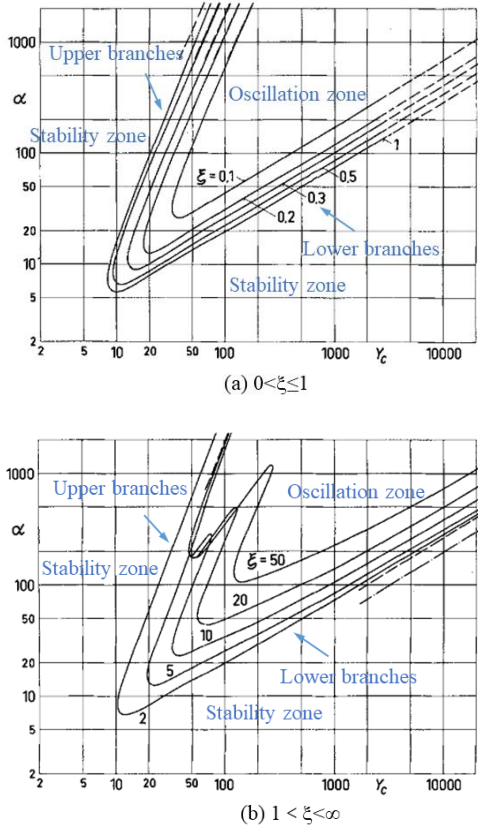 1000
Upper branches
α
Oscillation zone
Stability zone
100
ξ = 0,1
1
50
0,5
0,3
0,2
20
Lower branches
10
Stability zone
5
2
2 5 10 20 50 100 1000 Yc 10000
(a) 0<ξ≤1
1000
Oscillation zone
Upper branches
α
Stability zone
ξ = 50
100
20
50
10
20
5
Lower branches
10
2
Stability zone
5
2
2 5 10 20 50 100 1000 Yc 10000
(b) 1 < ξ<∞